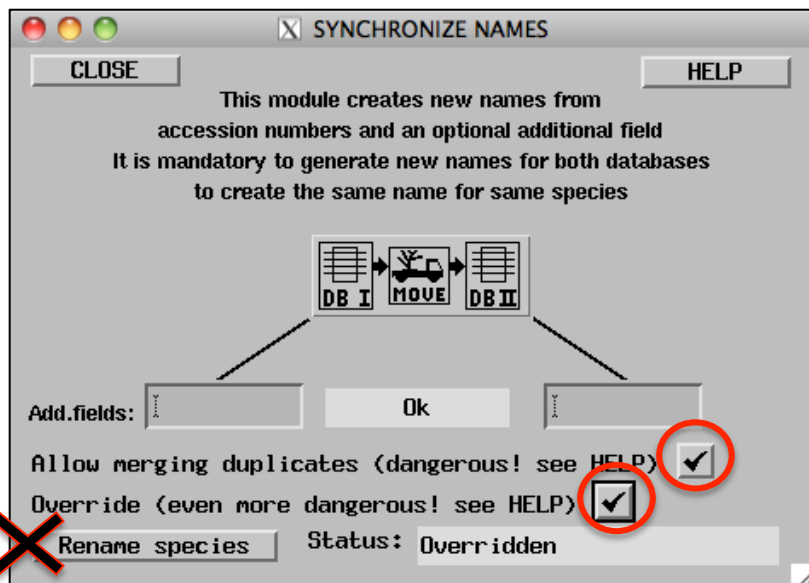 X SYNCHRONIZE NAMES
CLOSE HELP
This module creates new names from
accession numbers and an optional additional field
It is mandatory to generate new names for both databases
to create the same name for same species
DB I MOVE DB II
Add.fields: Ok
Allow merging duplicates (dangerous! see HELP)
Override (even more dangerous! see HELP)
Rename species Status: Overridden